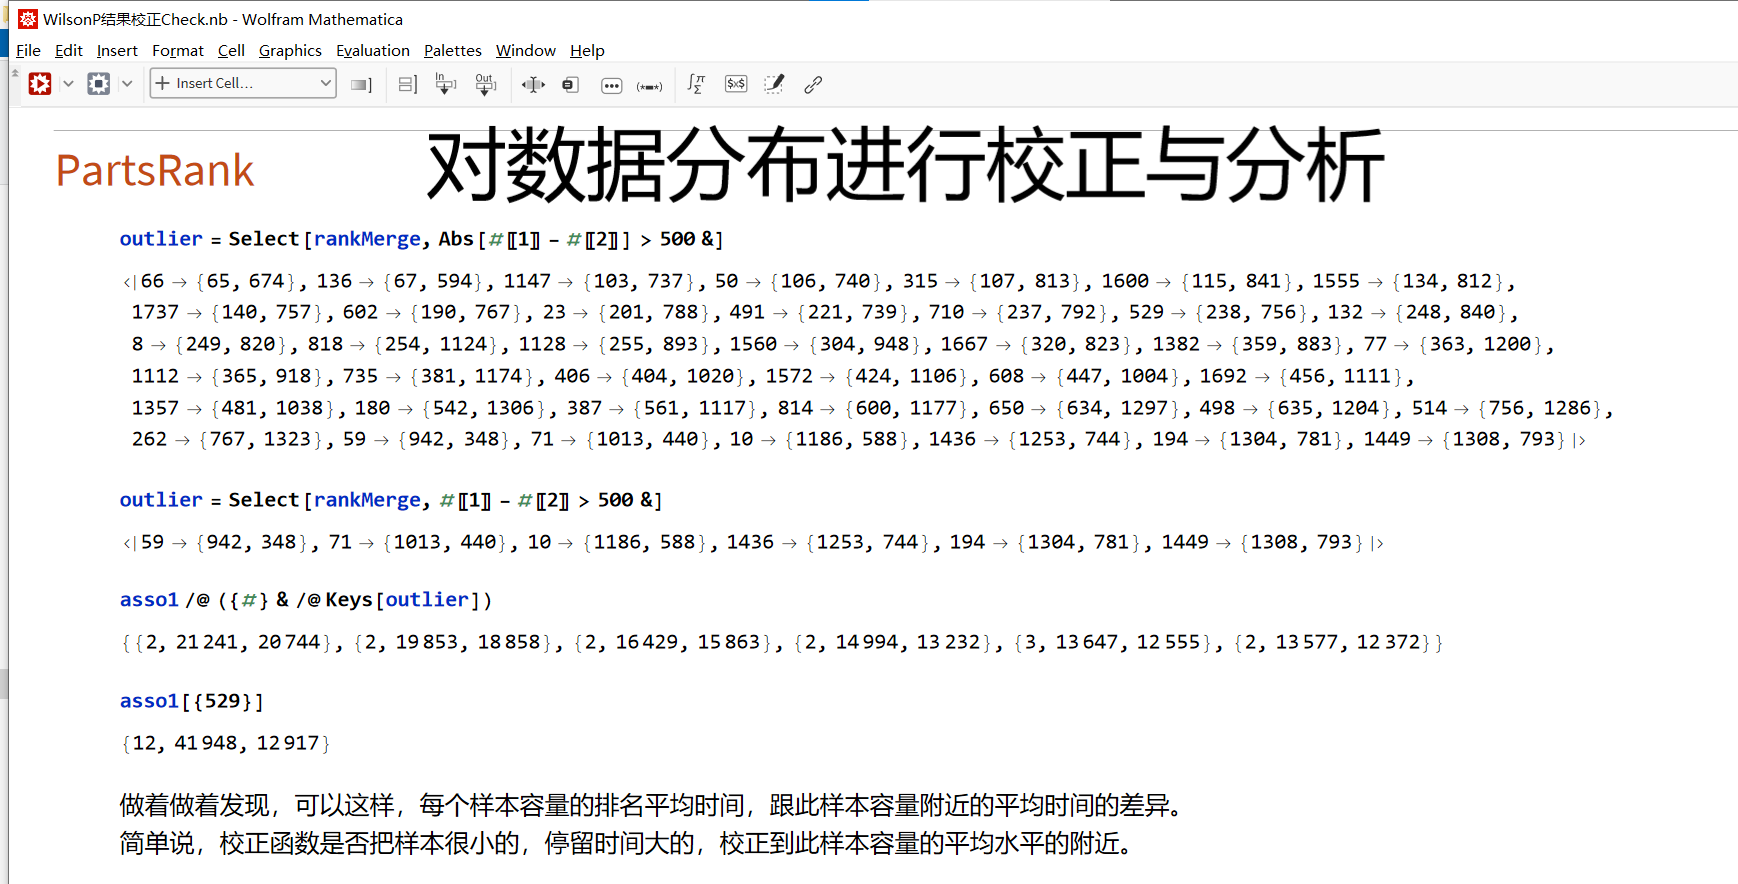 WilsonP结果校正Check.nb - Wolfram Mathematica
File Edit Insert Format Cell Graphics Evaluation Palettes Window Help
Insert Cell... In Out $x$
PartsRank 对数据分布进行校正与分析
outlier = Select[rankMerge, Abs[#〚1〛 - #〚2〛] > 500 &]
<|66 → {65, 674}, 136 → {67, 594}, 1147 → {103, 737}, 50 → {106, 740}, 315 → {107, 813}, 1600 → {115, 841}, 1555 → {134, 812},
1737 → {140, 757}, 602 → {190, 767}, 23 → {201, 788}, 491 → {221, 739}, 710 → {237, 792}, 529 → {238, 756}, 132 → {248, 840},
8 → {249, 820}, 818 → {254, 1124}, 1128 → {255, 893}, 1560 → {304, 948}, 1667 → {320, 823}, 1382 → {359, 883}, 77 → {363, 1200},
1112 → {365, 918}, 735 → {381, 1174}, 406 → {404, 1020}, 1572 → {424, 1106}, 608 → {447, 1004}, 1692 → {456, 1111},
1357 → {481, 1038}, 180 → {542, 1306}, 387 → {561, 1117}, 814 → {600, 1177}, 650 → {634, 1297}, 498 → {635, 1204}, 514 → {756, 1286},
262 → {767, 1323}, 59 → {942, 348}, 71 → {1013, 440}, 10 → {1186, 588}, 1436 → {1253, 744}, 194 → {1304, 781}, 1449 → {1308, 793}|>
outlier = Select[rankMerge, #〚1〛 - #〚2〛 > 500 &]
<|59 → {942, 348}, 71 → {1013, 440}, 10 → {1186, 588}, 1436 → {1253, 744}, 194 → {1304, 781}, 1449 → {1308, 793}|>
asso1 /@ ({#} & /@ Keys[outlier])
{{2, 21241, 20744}, {2, 19853, 18858}, {2, 16429, 15863}, {2, 14994, 13232}, {3, 13647, 12555}, {2, 13577, 12372}}
asso1[{529}]
{12, 41948, 12917}
做着做着发现，可以这样，每个样本容量的排名平均时间，跟此样本容量附近的平均时间的差异。
简单说，校正函数是否把样本很小的，停留时间大的，校正到此样本容量的平均水平的附近。